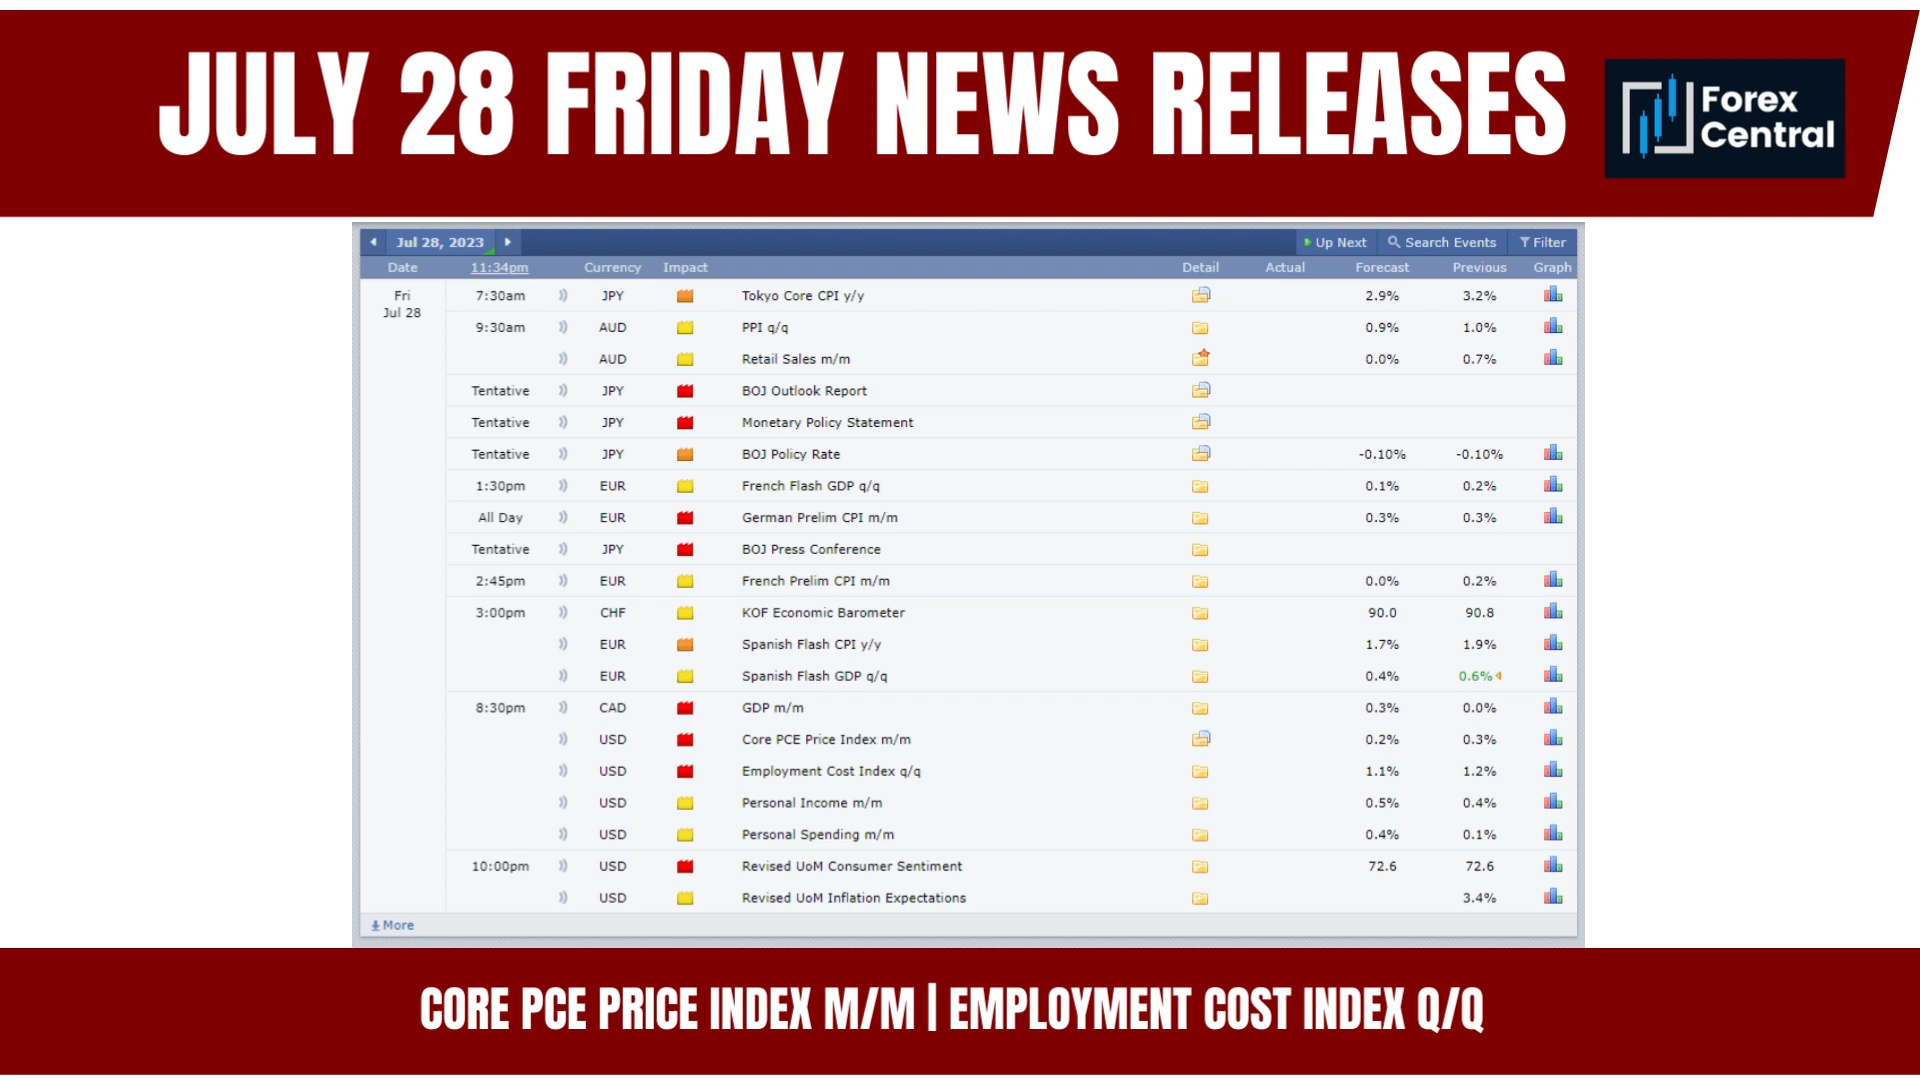 JULY 28 FRIDAY NEWS RELEASES
Forex
Central
Jul 28, 2023 Up Next Search Events Filter
Date 11:34pm Currency Impact Detail Actual Forecast Previous Graph
Fri 7:30am JPY Tokyo Core CPI y/y 2.9% 3.2%
Jul 28
9:30am AUD PPI q/q 0.9% 1.0%
AUD Retail Sales m/m 0.0% 0.7%
Tentative JPY BOJ Outlook Report
Tentative JPY Monetary Policy Statement
Tentative JPY BOJ Policy Rate -0.10% -0.10%
1:30pm EUR French Flash GDP q/q 0.1% 0.2%
All Day EUR German Prelim CPI m/m 0.3% 0.3%
Tentative JPY BOJ Press Conference
2:45pm EUR French Prelim CPI m/m 0.0% 0.2%
3:00pm CHF KOF Economic Barometer 90.0 90.8
EUR Spanish Flash CPI y/y 1.7% 1.9%
EUR Spanish Flash GDP q/q 0.4% 0.6%
8:30pm CAD GDP m/m 0.3% 0.0%
USD Core PCE Price Index m/m 0.2% 0.3%
USD Employment Cost Index q/q 1.1% 1.2%
USD Personal Income m/m 0.5% 0.4%
USD Personal Spending m/m 0.4% 0.1%
10:00pm USD Revised UoM Consumer Sentiment 72.6 72.6
USD Revised UoM Inflation Expectations 3.4%
More
CORE PCE PRICE INDEX M/M | EMPLOYMENT COST INDEX Q/Q